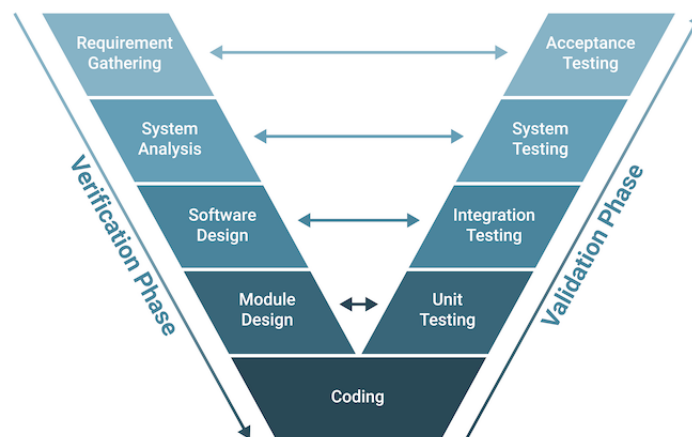 Requirement
Gathering
Acceptance
Testing
System
Analysis
System
Testing
Verification Phase
Validation Phase
Software
Design
Integration
Testing
Module
Design
Unit
Testing
Coding